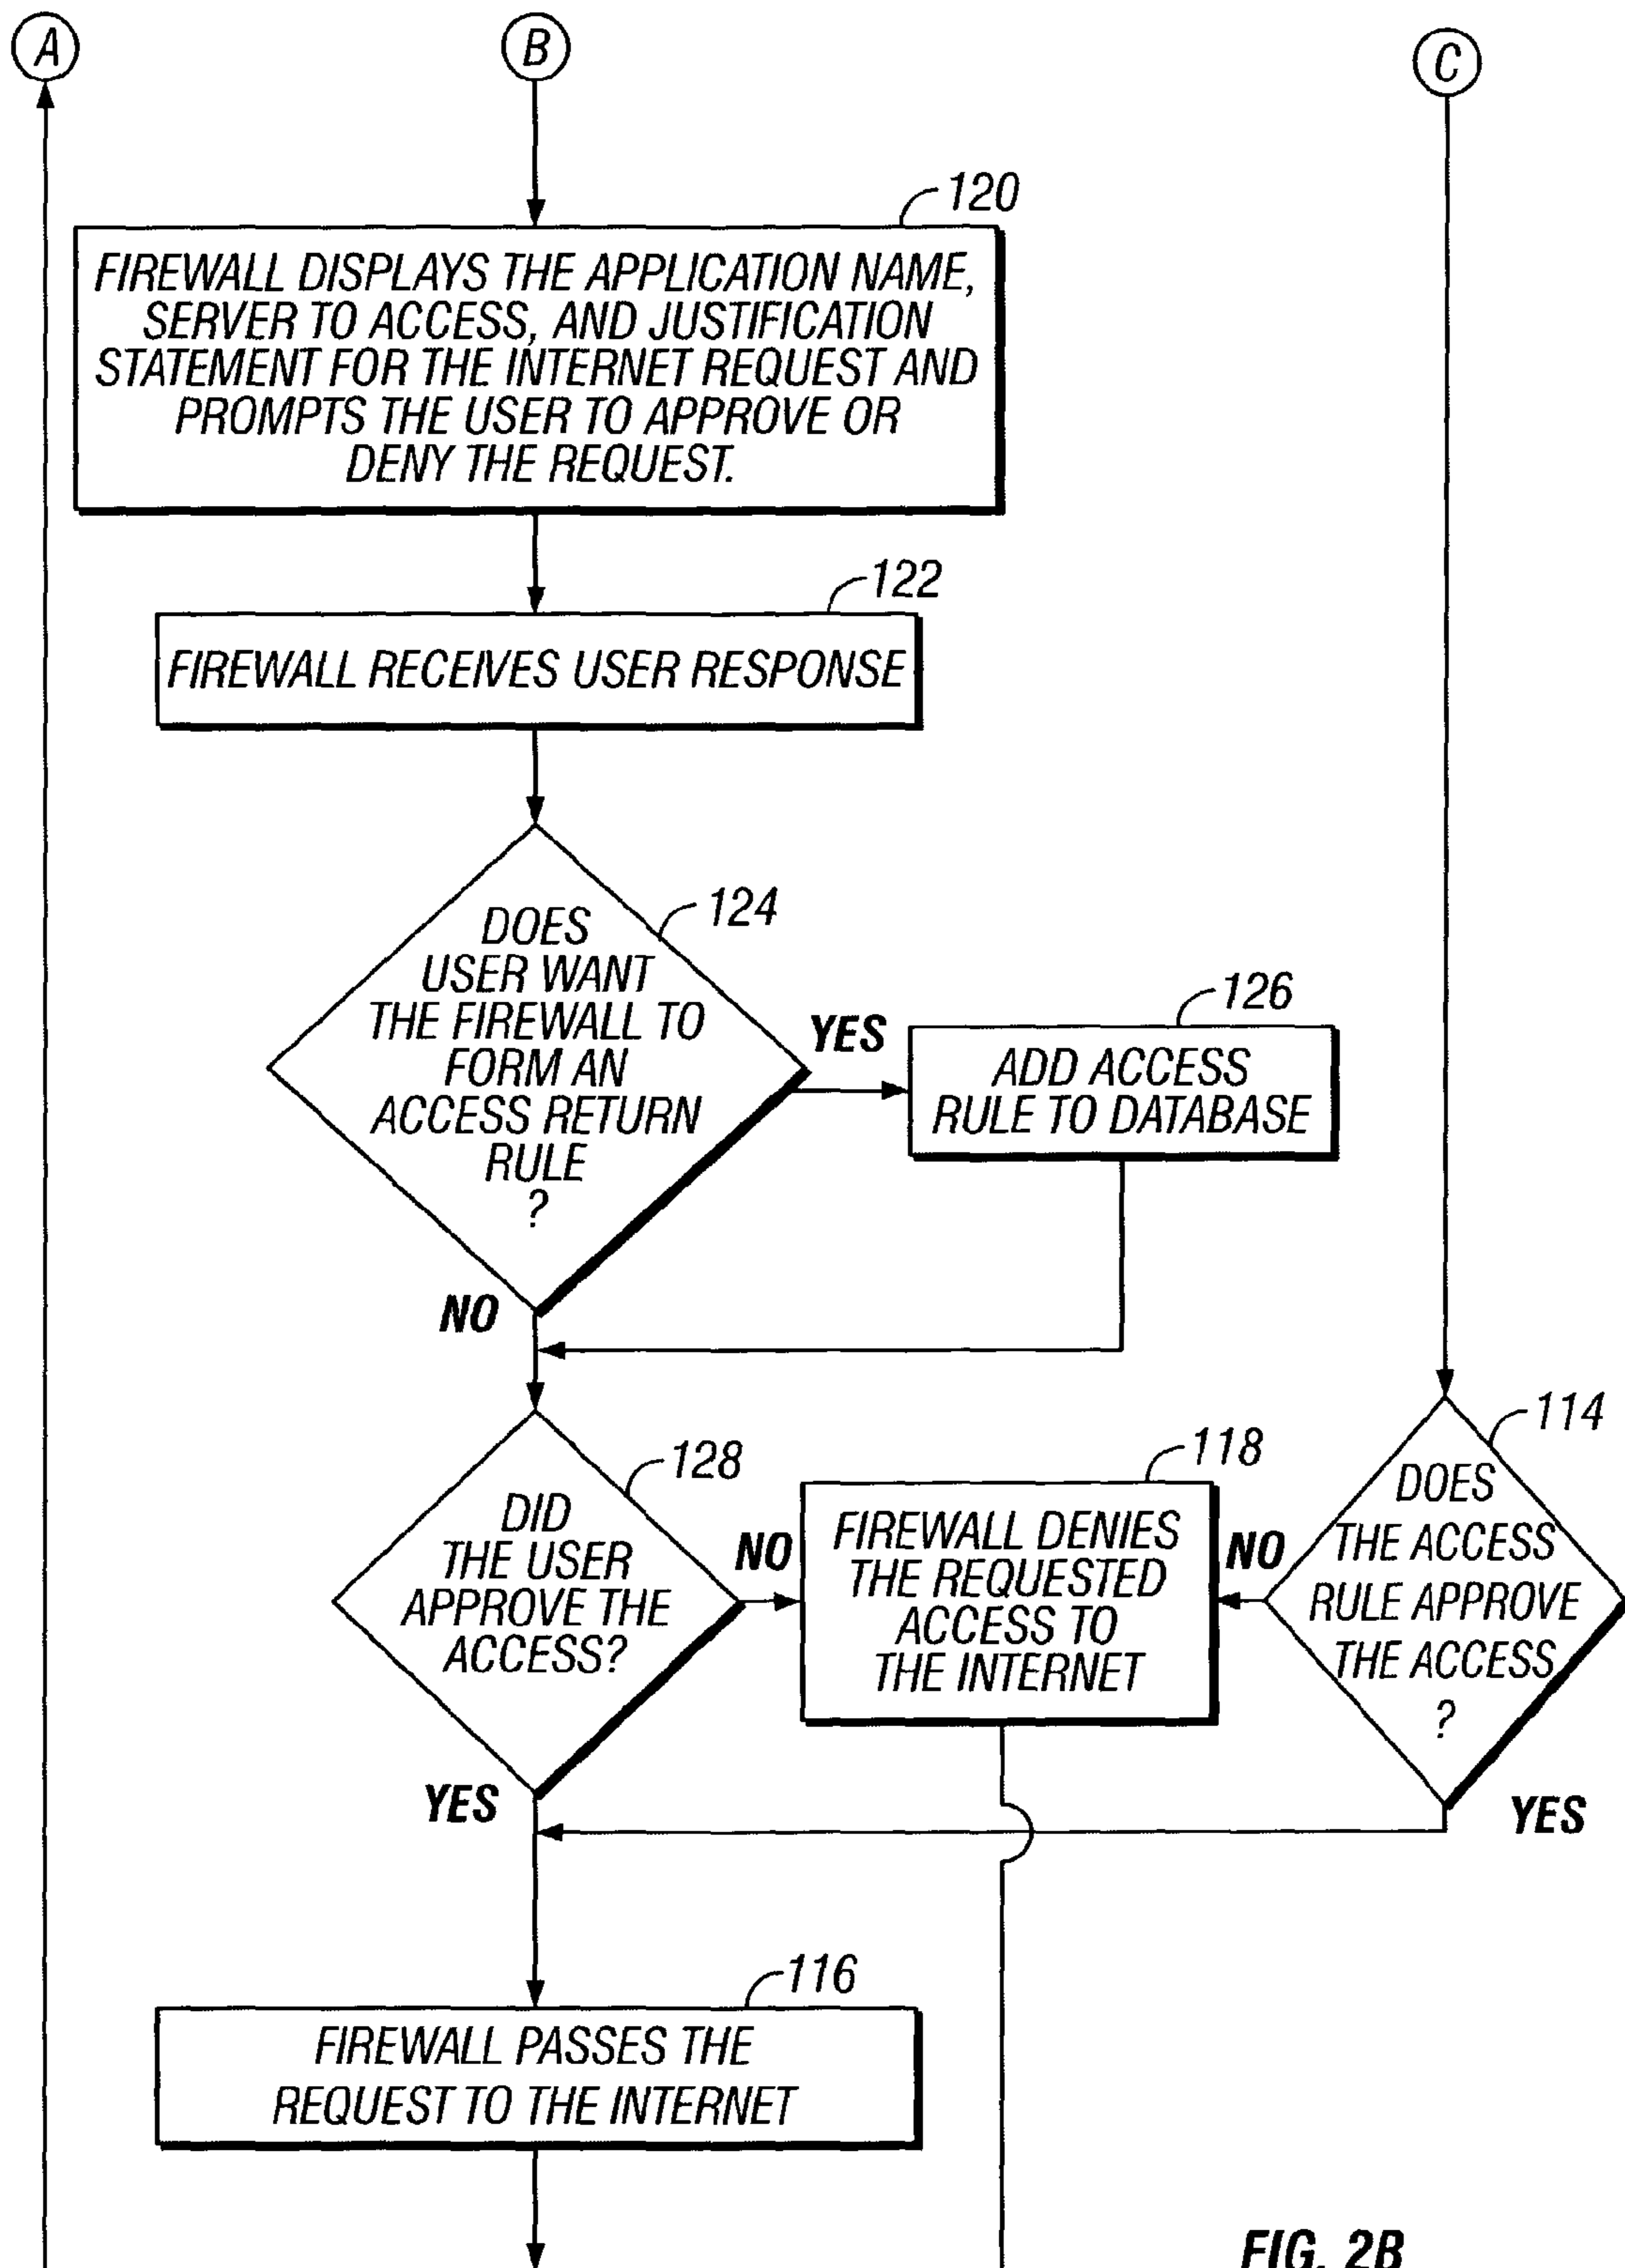 A
B
C
120
FIREWALL DISPLAYS THE APPLICATION NAME,
SERVER TO ACCESS, AND JUSTIFICATION
STATEMENT FOR THE INTERNET REQUEST AND
PROMPTS THE USER TO APPROVE OR
DENY THE REQUEST.
122
FIREWALL RECEIVES USER RESPONSE
124
DOES
USER WANT
THE FIREWALL TO
FORM AN
ACCESS RETURN
RULE
?
YES
126
ADD ACCESS
RULE TO DATABASE
NO
128
DID
THE USER
APPROVE THE
ACCESS?
NO
118
FIREWALL DENIES
THE REQUESTED
ACCESS TO
THE INTERNET
NO
114
DOES
THE ACCESS
RULE APPROVE
THE ACCESS
?
YES
YES
116
FIREWALL PASSES THE
REQUEST TO THE INTERNET
FIG. 2B